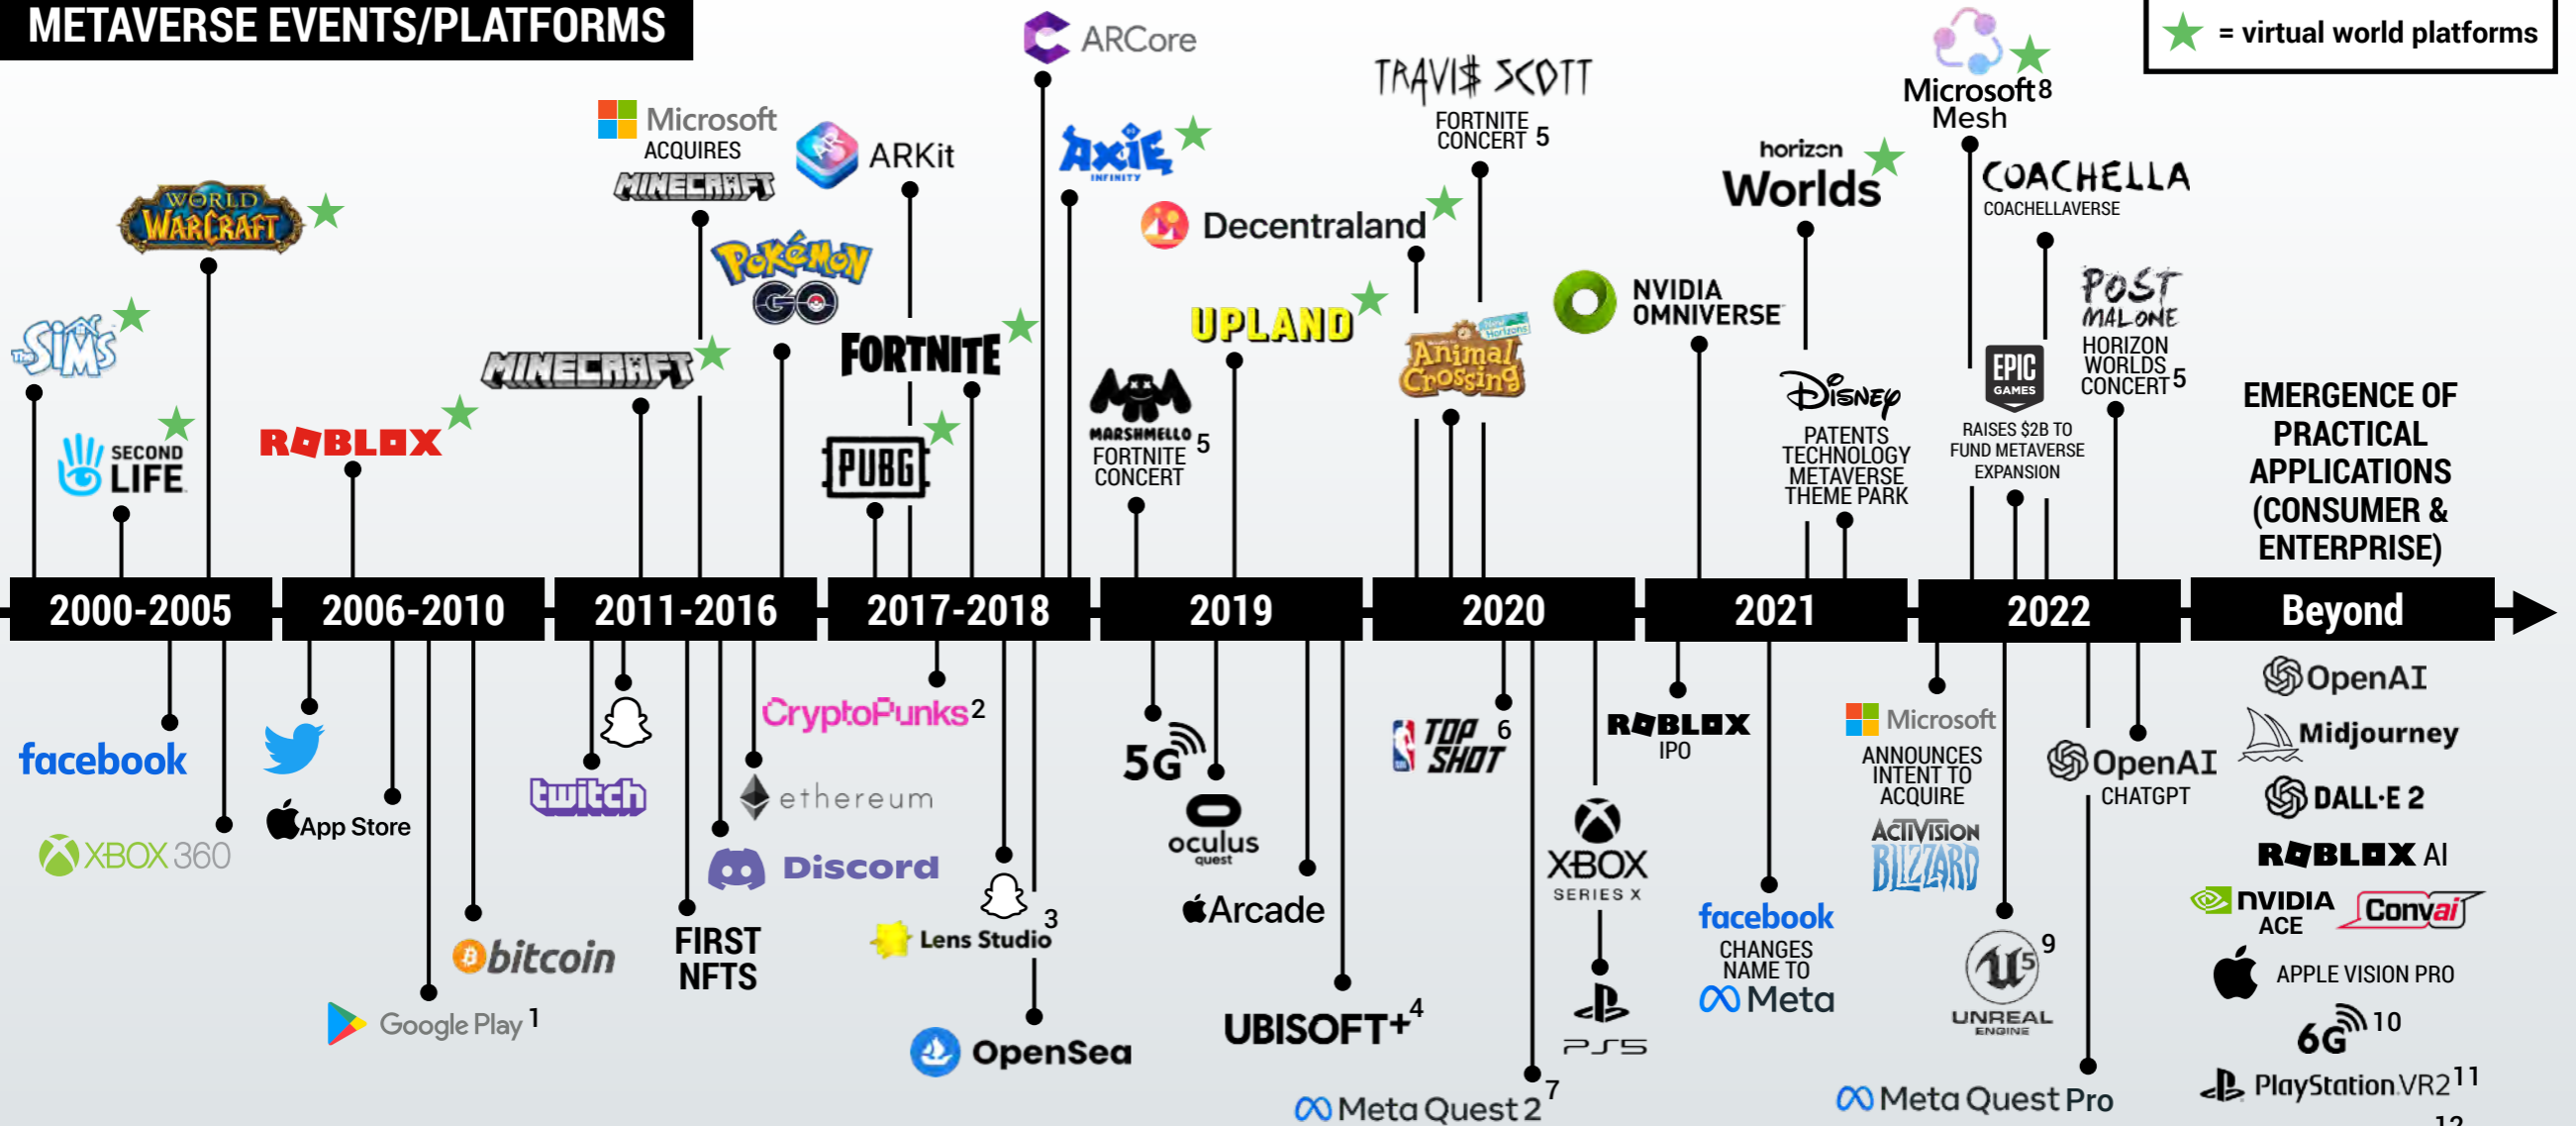 METAVERSE EVENTS/PLATFORMS
= virtual world platforms
ARCore
TRAVI$ SCOTT
FORTNITE
CONCERT 5
Microsoft8
Mesh
Microsoft
ACQUIRES
MINECRAFT
AR
ARKit
AXIE
INFINITY
horizon
Worlds
COACHELLA
COACHELLAVERSE
WORLD
WARCRAFT
Decentraland
POKéMON
GO
NVIDIA
OMNIVERSE
POST
MALONE
HORIZON
WORLDS
CONCERT5
The SIMS
MINECRAFT
FORTNITE
UPLAND
New Horizons
Animal
Crossing
EPIC
GAMES
RAISES $2B TO
FUND METAVERSE
EXPANSION
DISNEY
PATENTS
TECHNOLOGY
METAVERSE
THEME PARK
SECOND
LIFE
ROBLOX
PUBG
MARSHMELLO 5
FORTNITE
CONCERT
EMERGENCE OF
PRACTICAL
APPLICATIONS
(CONSUMER &
ENTERPRISE)
2000-2005
2006-2010
2011-2016
2017-2018
2019
2020
2021
2022
Beyond
facebook
XBOX 360
App Store
Google Play 1
bitcoin
twitch
FIRST
NFTS
ethereum
Discord
CryptoPunks2
Lens Studio 3
OpenSea
5G
oculus
quest
Arcade
UBISOFT+4
TOP
SHOT 6
Meta Quest 2 7
XBOX
SERIES X
PS5
ROBLOX
IPO
facebook
CHANGES
NAME TO
Meta
Microsoft
ANNOUNCES
INTENT TO
ACQUIRE
ACTIVISION
BLIZZARD
5 9
UNREAL
ENGINE
OpenAI
CHATGPT
Meta Quest Pro
OpenAI
Midjourney
DALL·E 2
ROBLOX AI
NVIDIA
ACE
Convai
APPLE VISION PRO
6G 10
PlayStation.VR2 11